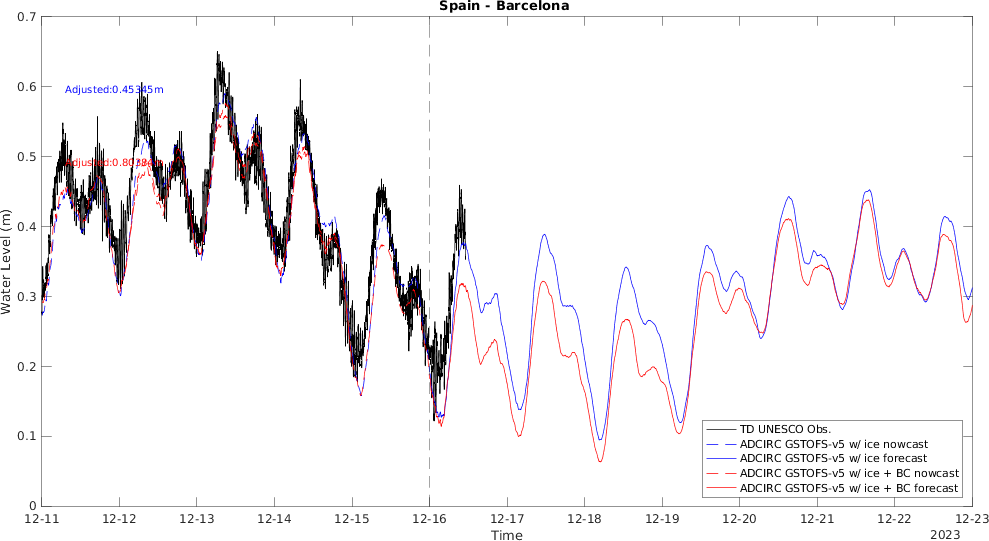 Spain - Barcelona
0.7
0.6
0.5
0.4
0.3
0.2
0.1
0
Water Level (m)
Adjusted:0.45345m
TD UNESCO Obs.
ADCIRC GSTOFS-v5 w/ ice nowcast
ADCIRC GSTOFS-v5 w/ ice forecast
ADCIRC GSTOFS-v5 w/ ice + BC nowcast
ADCIRC GSTOFS-v5 w/ ice + BC forecast
12-11 12-12 12-13 12-14 12-15 12-16 12-17 12-18 12-19 12-20 12-21 12-22 12-23
Time
2023